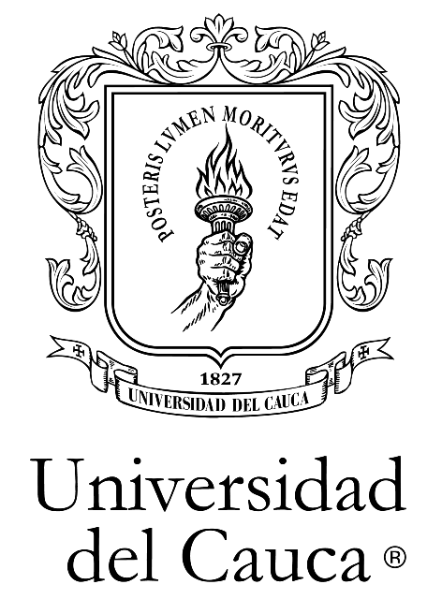 POSTERIS LVMEN MORITVRVS EDAT
1827
UNIVERSIDAD DEL CAUCA
Universidad
del Cauca ®